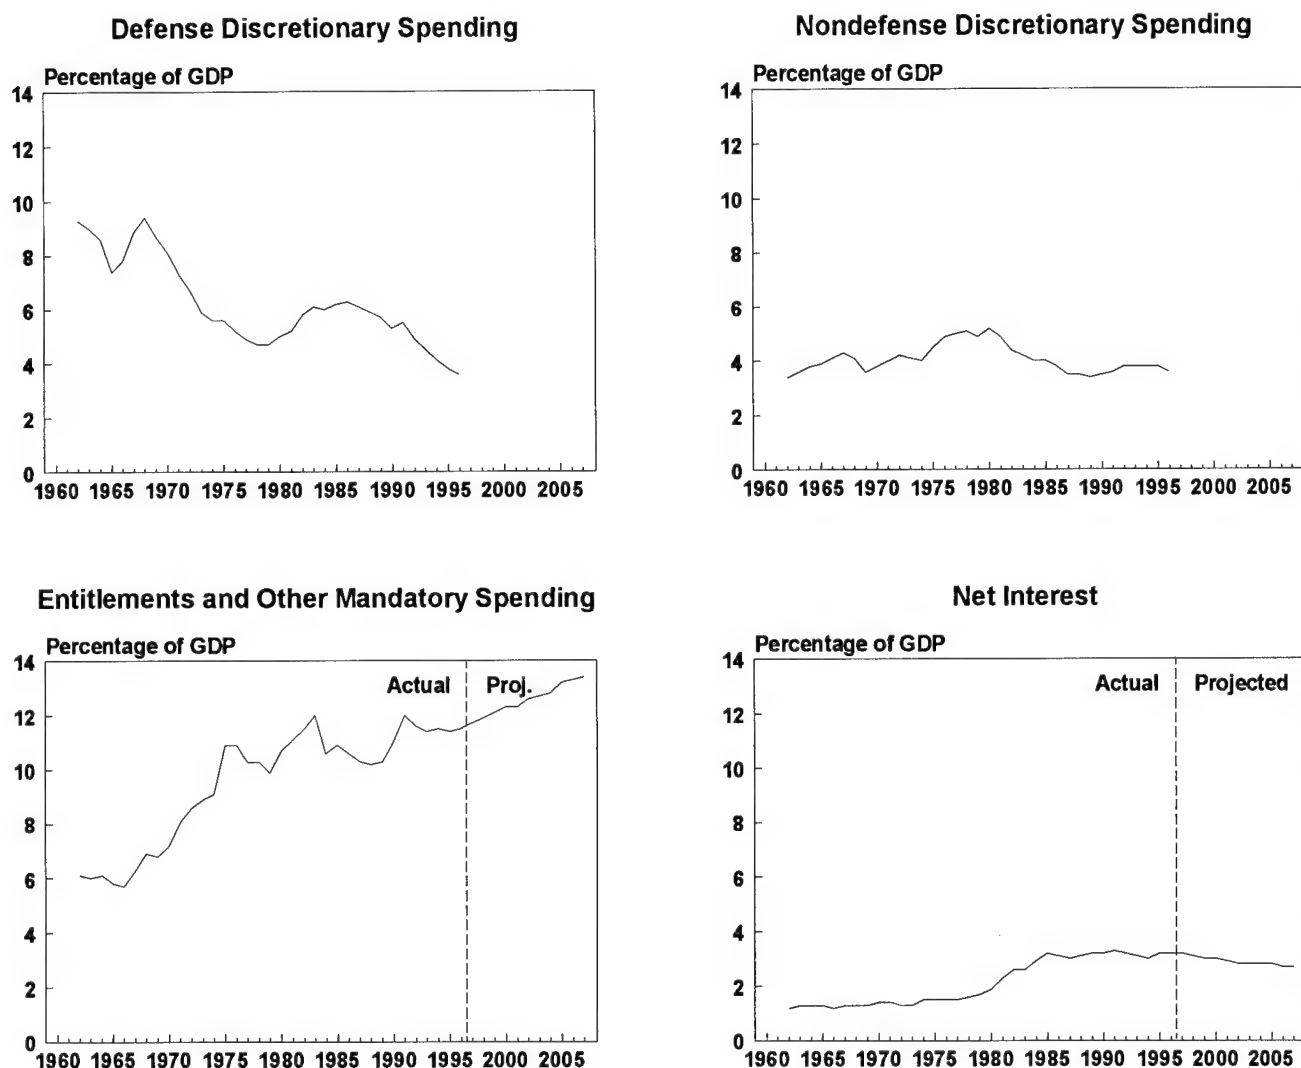 Defense Discretionary Spending
Percentage of GDP
14
12
10
8
6
4
2
0
1960 1965 1970 1975 1980 1985 1990 1995 2000 2005
Nondefense Discretionary Spending
Percentage of GDP
14
12
10
8
6
4
2
0
1960 1965 1970 1975 1980 1985 1990 1995 2000 2005
Entitlements and Other Mandatory Spending
Percentage of GDP
14
Actual Proj.
12
10
8
6
4
2
0
1960 1965 1970 1975 1980 1985 1990 1995 2000 2005
Net Interest
Percentage of GDP
14
Actual Projected
12
10
8
6
4
2
0
1960 1965 1970 1975 1980 1985 1990 1995 2000 2005